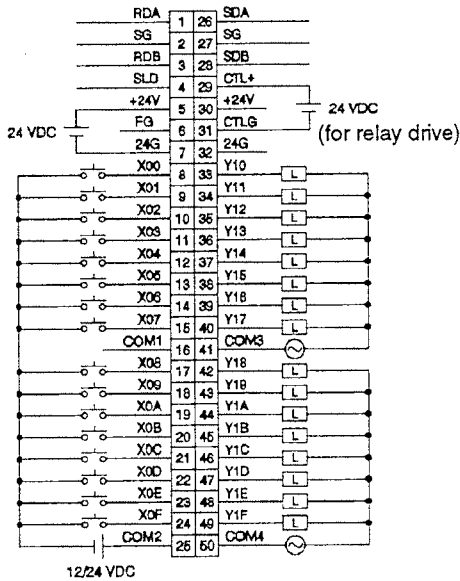 RDA 1 26 SDA
SG 2 27 SG
RDB 3 28 SDB
SLD 4 29 CTL+
+24V 5 30 +24V
24 VDC
24 VDC
FG 6 31 CTLG
(for relay drive)
24G 7 32 24G
X00 8 33 Y10 L
X01 9 34 Y11 L
X02 10 35 Y12 L
X03 11 36 Y13 L
X04 12 37 Y14 L
X05 13 38 Y15 L
X06 14 39 Y16 L
X07 15 40 Y17 L
COM1 16 41 COM3
X08 17 42 Y18 L
X09 18 43 Y19 L
X0A 19 44 Y1A L
X0B 20 45 Y1B L
X0C 21 46 Y1C L
X0D 22 47 Y1D L
X0E 23 48 Y1E L
X0F 24 49 Y1F L
COM2 25 50 COM4
12/24 VDC